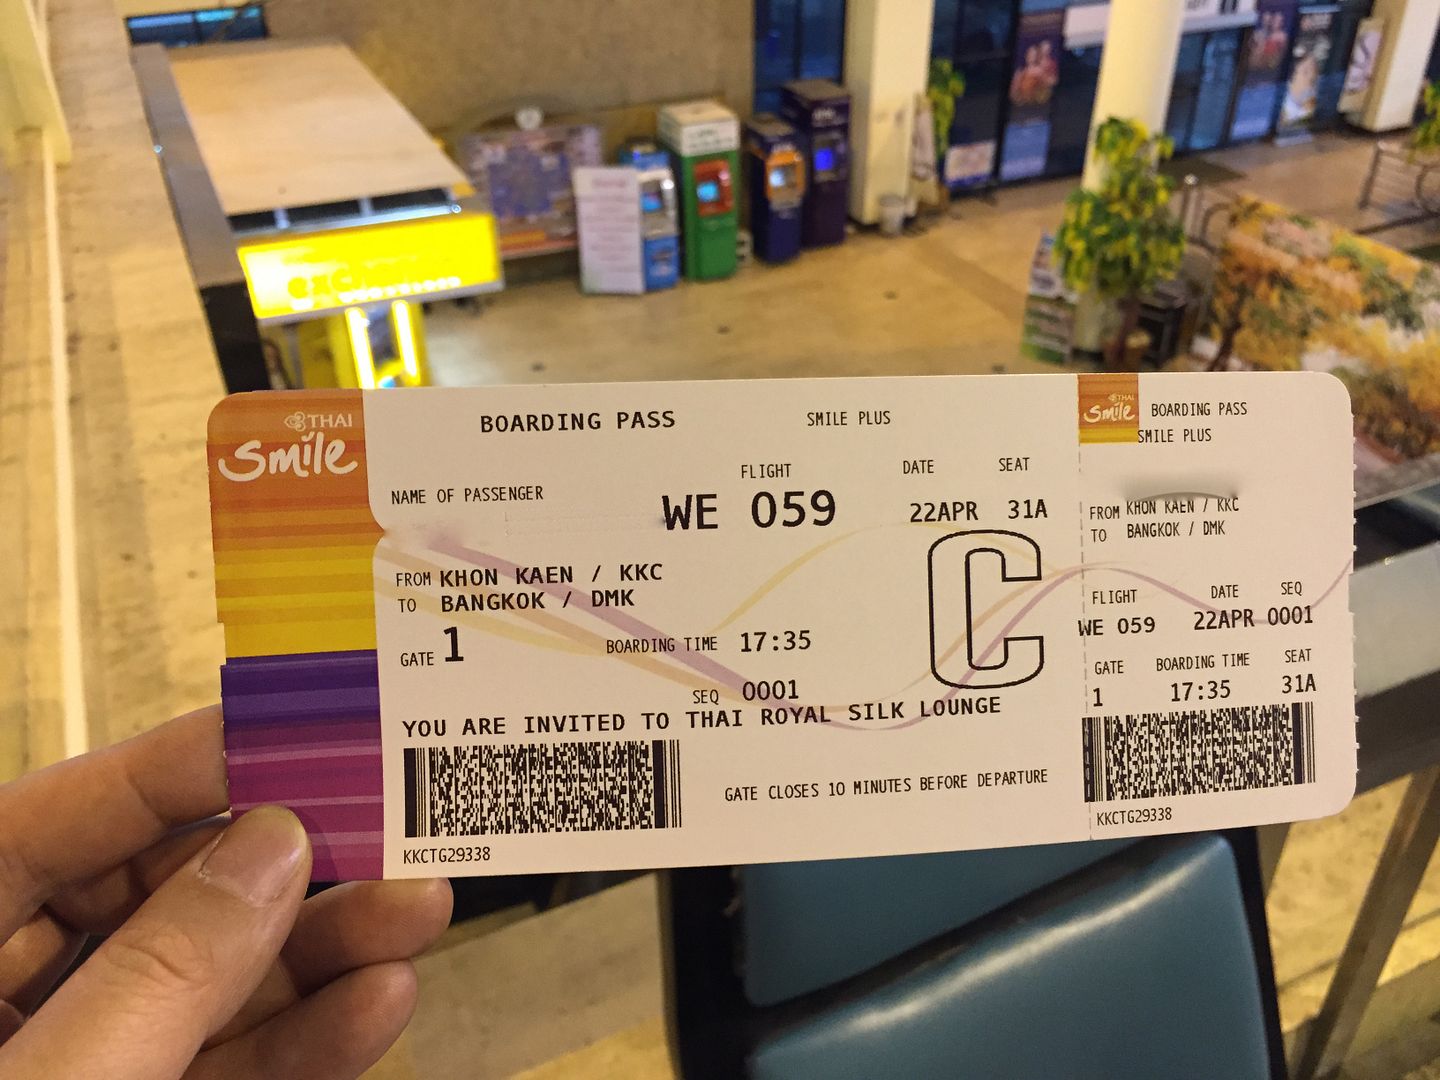 THAI
Smile
BOARDING PASS
SMILE PLUS
NAME OF PASSENGER
FLIGHT
DATE
SEAT
WE 059
22APR
31A
FROM KHON KAEN / KKC
TO BANGKOK / DMK
C
GATE 1
BOARDING TIME 17:35
SEQ 0001
YOU ARE INVITED TO THAI ROYAL SILK LOUNGE
GATE CLOSES 10 MINUTES BEFORE DEPARTURE
KKCTG29338
THAI
Smile
BOARDING PASS
SMILE PLUS
FROM KHON KAEN / KKC
TO BANGKOK / DMK
FLIGHT DATE SEQ
WE 059 22APR 0001
GATE BOARDING TIME SEAT
1 17:35 31A
KKCTG29338